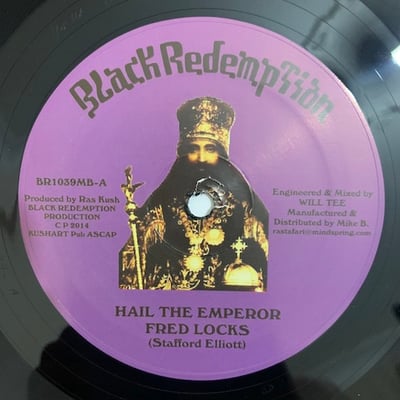 Black Redemption
BR1039MB-A
Produced by Ras Kush
BLACK REDEMPTION
PRODUCTION
C P 2014
KUSHART Pub ASCAP
Engineered & Mixed by
WILL TEE
Manufactured &
Distributed by Mike B.
rastafari@mindspring.com
HAIL THE EMPEROR
FRED LOCKS
(Stafford Elliott)